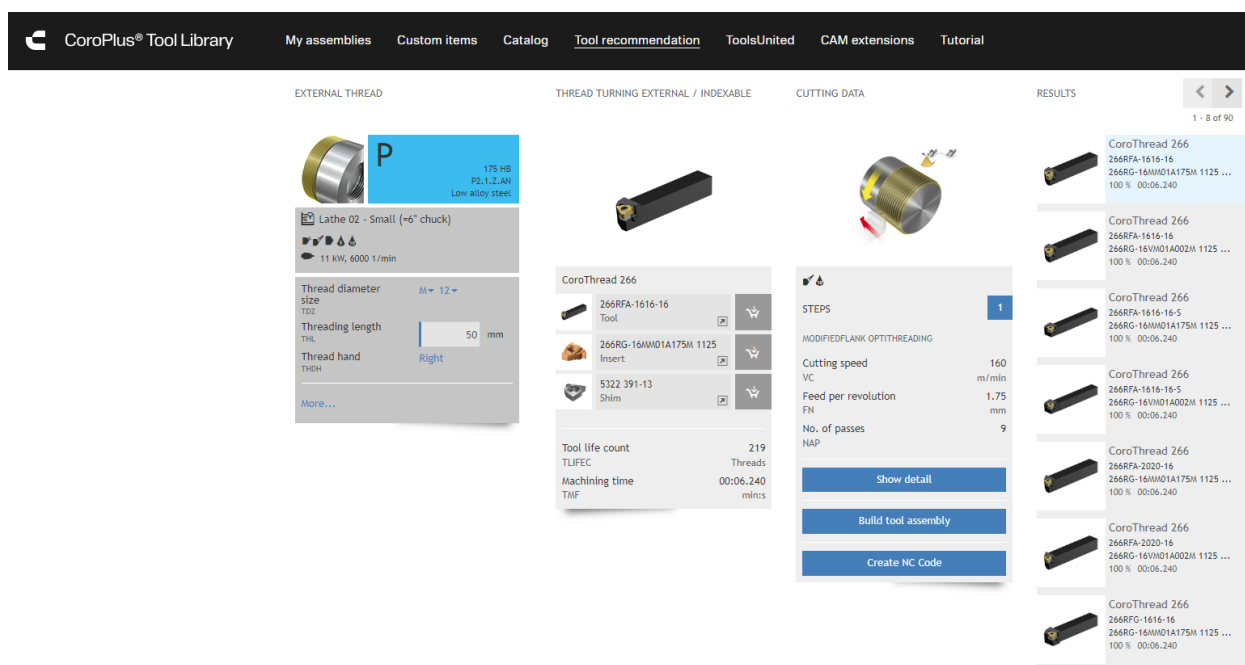 CoroPlus® Tool Library
My assemblies Custom items Catalog Tool recommendation ToolsUnited CAM extensions Tutorial
EXTERNAL THREAD
P
175 HB
P2.1.Z.AN
Low alloy steel
Lathe 02 - Small (=6" chuck)
11 kW, 6000 1/min
Thread diameter size M 12
TDZ
Threading length 50 mm
THL
Thread hand Right
THDH
More...
THREAD TURNING EXTERNAL / INDEXABLE
CoroThread 266
266RFA-1616-16
Tool
266RG-16MM01A175M 1125
Insert
5322 391-13
Shim
Tool life count 219
TLIFEC Threads
Machining time 00:06.240
TMF min:s
CUTTING DATA
STEPS 1
MODIFIEDFLANK OPTITHREADING
Cutting speed 160
VC m/min
Feed per revolution 1.75
FN mm
No. of passes 9
NAP
Show detail
Build tool assembly
Create NC Code
RESULTS
1 - 8 of 90
CoroThread 266
266RFA-1616-16
266RG-16MM01A175M 1125 ...
100 % 00:06.240
CoroThread 266
266RFA-1616-16
266RG-16VM01A002M 1125 ...
100 % 00:06.240
CoroThread 266
266RFA-1616-16-S
266RG-16MM01A175M 1125 ...
100 % 00:06.240
CoroThread 266
266RFA-1616-16-S
266RG-16VM01A002M 1125 ...
100 % 00:06.240
CoroThread 266
266RFA-2020-16
266RG-16MM01A175M 1125 ...
100 % 00:06.240
CoroThread 266
266RFA-2020-16
266RG-16VM01A002M 1125 ...
100 % 00:06.240
CoroThread 266
266RFG-1616-16
266RG-16MM01A175M 1125 ...
100 % 00:06.240